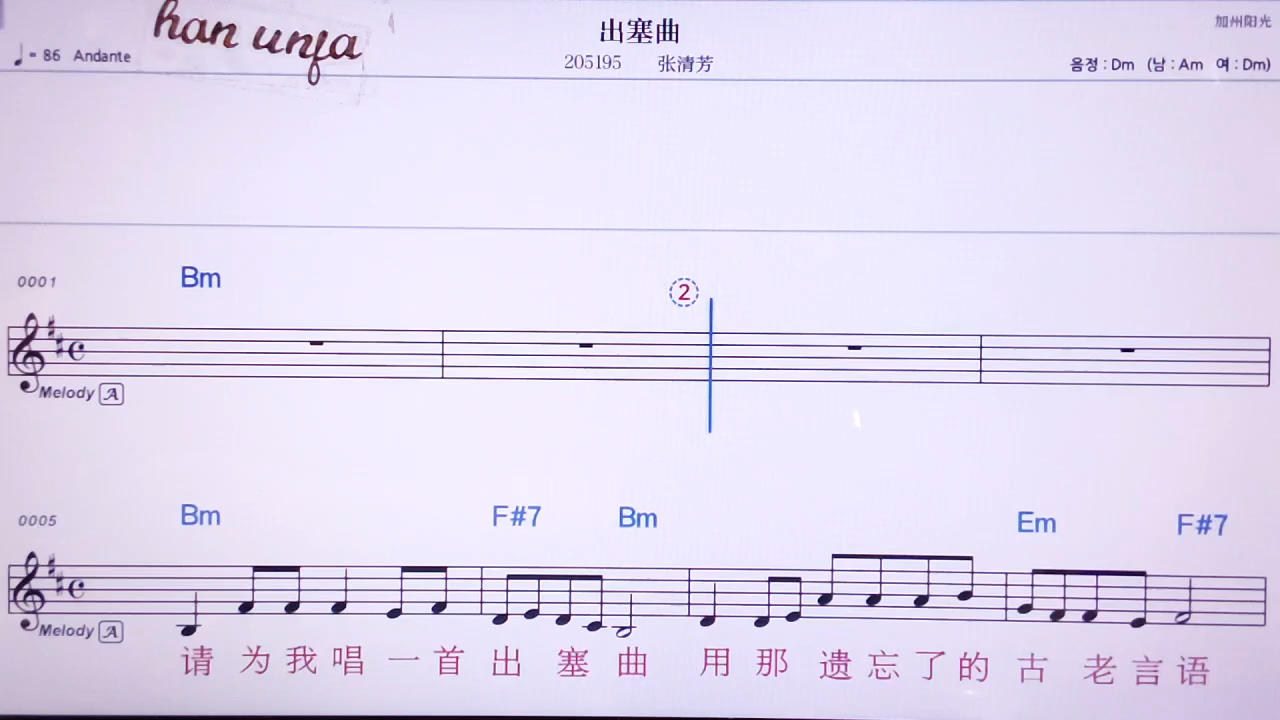 han unfa
出塞曲
加州阳光
♩= 86 Andante
205195 张清芳
음정 : Dm (남 : Am 여 : Dm)
0001 Bm
2
Melody A
0005 Bm F#7 Bm Em F#7
Melody A
请为我唱一首出塞曲用那遗忘了的古老言语